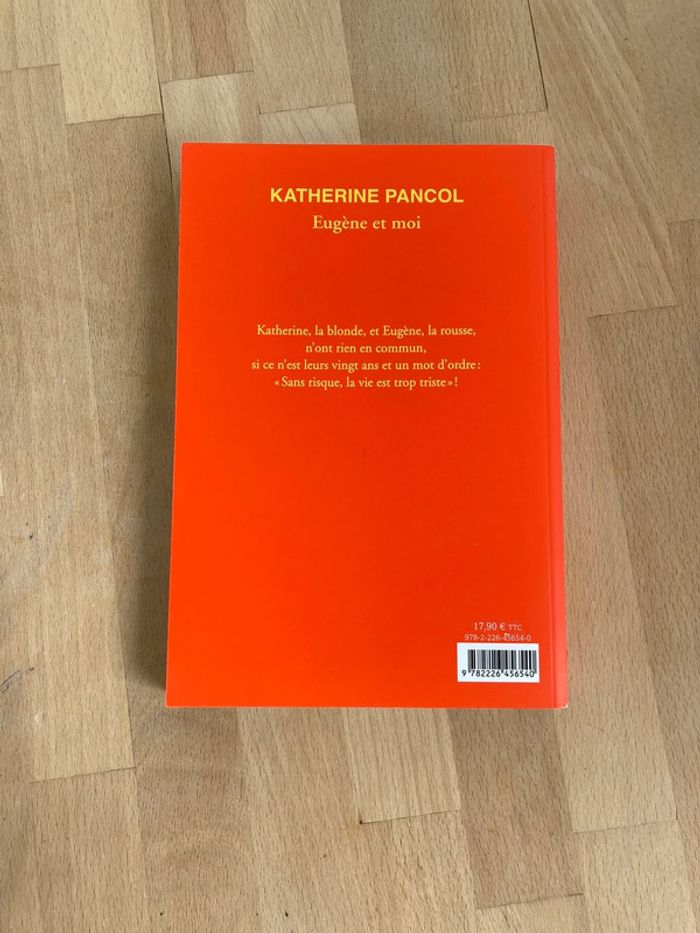 KATHERINE PANCOL
Eugène et moi
Katherine, la blonde, et Eugène, la rousse,
n’ont rien en commun,
si ce n’est leurs vingt ans et un mot d’ordre :
« Sans risque, la vie est trop triste » !
17,90 € TTC
978-2-226-45654-0
9 782226 456540